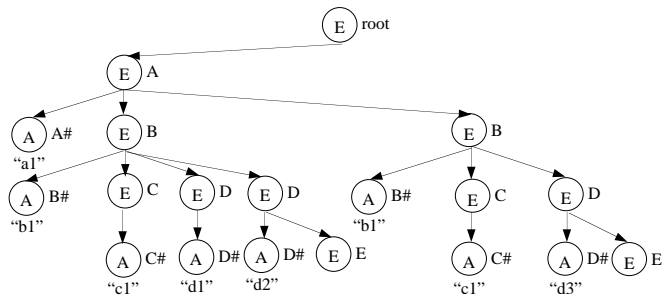 E root
E A
A A# E B E B
"a1"
A B# E C E D E D A B# E C E D
"b1" "b1"
A C# A D# A D# E E A C# A D# E E
"c1" "d1" "d2" "c1" "d3"